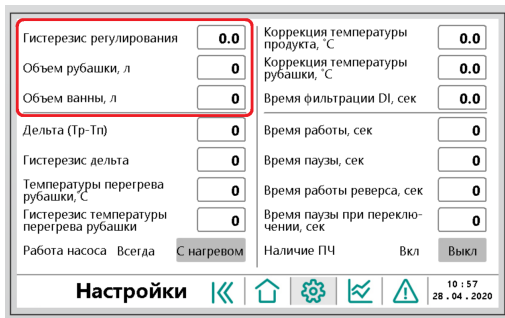 Гистерезис регулирования 0.0
Объем рубашки, л 0
Объем ванны, л 0
Дельта (Тр-Тп) 0
Гистерезис дельта 0
Температуры перегрева
рубашки,˚С 0
Гистерезис температуры
перегрева рубашки 0
Работа насоса Всегда С нагревом
Коррекция температуры
продукта, ˚С 0.0
Коррекция температуры
рубашки, ˚С 0.0
Время фильтрации DI, сек 0.0
Время работы, сек 0
Время паузы, сек 0
Время работы реверса, сек 0
Время паузы при переклю-
чении, сек 0
Наличие ПЧ Вкл Выкл
Настройки
10 : 57
28 . 04 . 2020